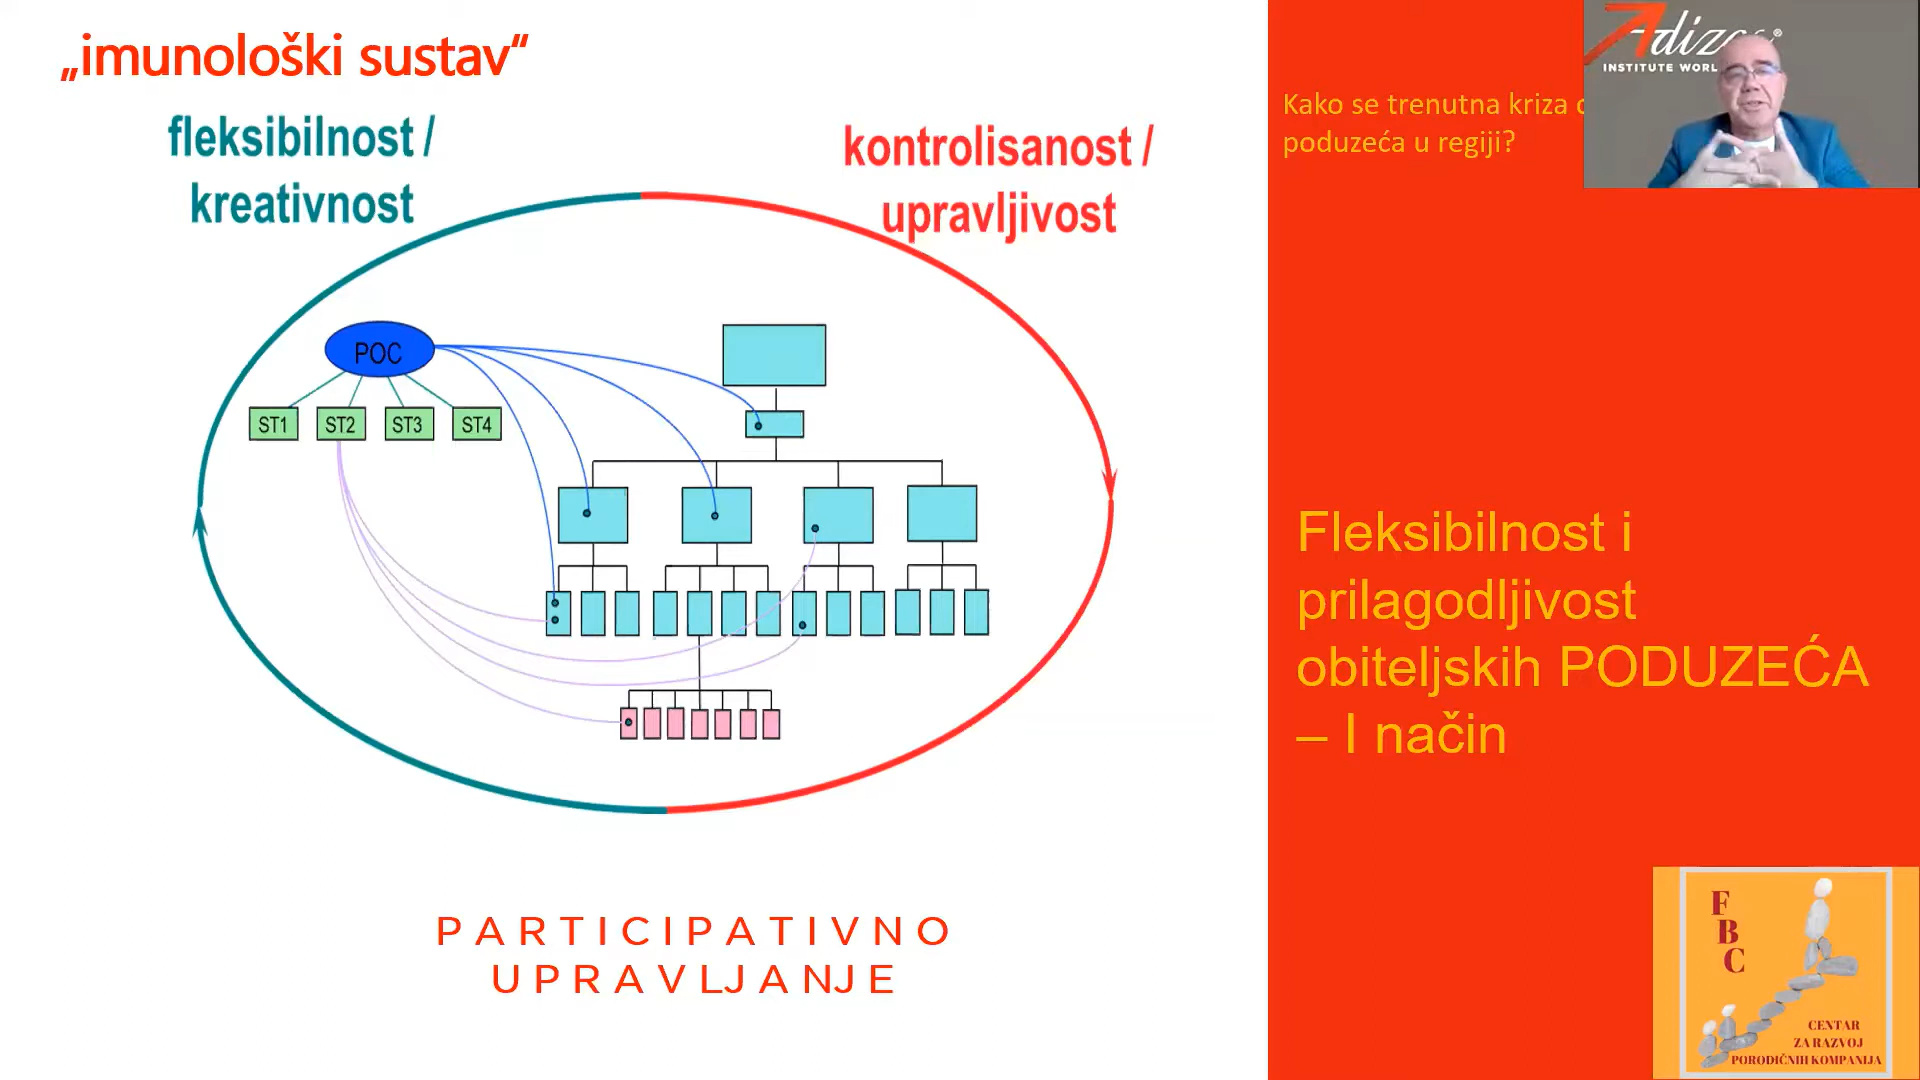 „imunološki sustav“
fleksibilnost /
kreativnost
kontrolisanost /
upravljivost
POC
ST1 ST2 ST3 ST4
PARTICIPATIVNO
UPRAVLJANJE
Kako se trenutna kriza
poduzeća u regiji?
Adizes®
INSTITUTE
Fleksibilnost i
prilagodljivost
obiteljskih PODUZEĆA
– I način
F
B
C
CENTAR
ZA RAZVOJ
PORODIČNIH KOMPANIJA